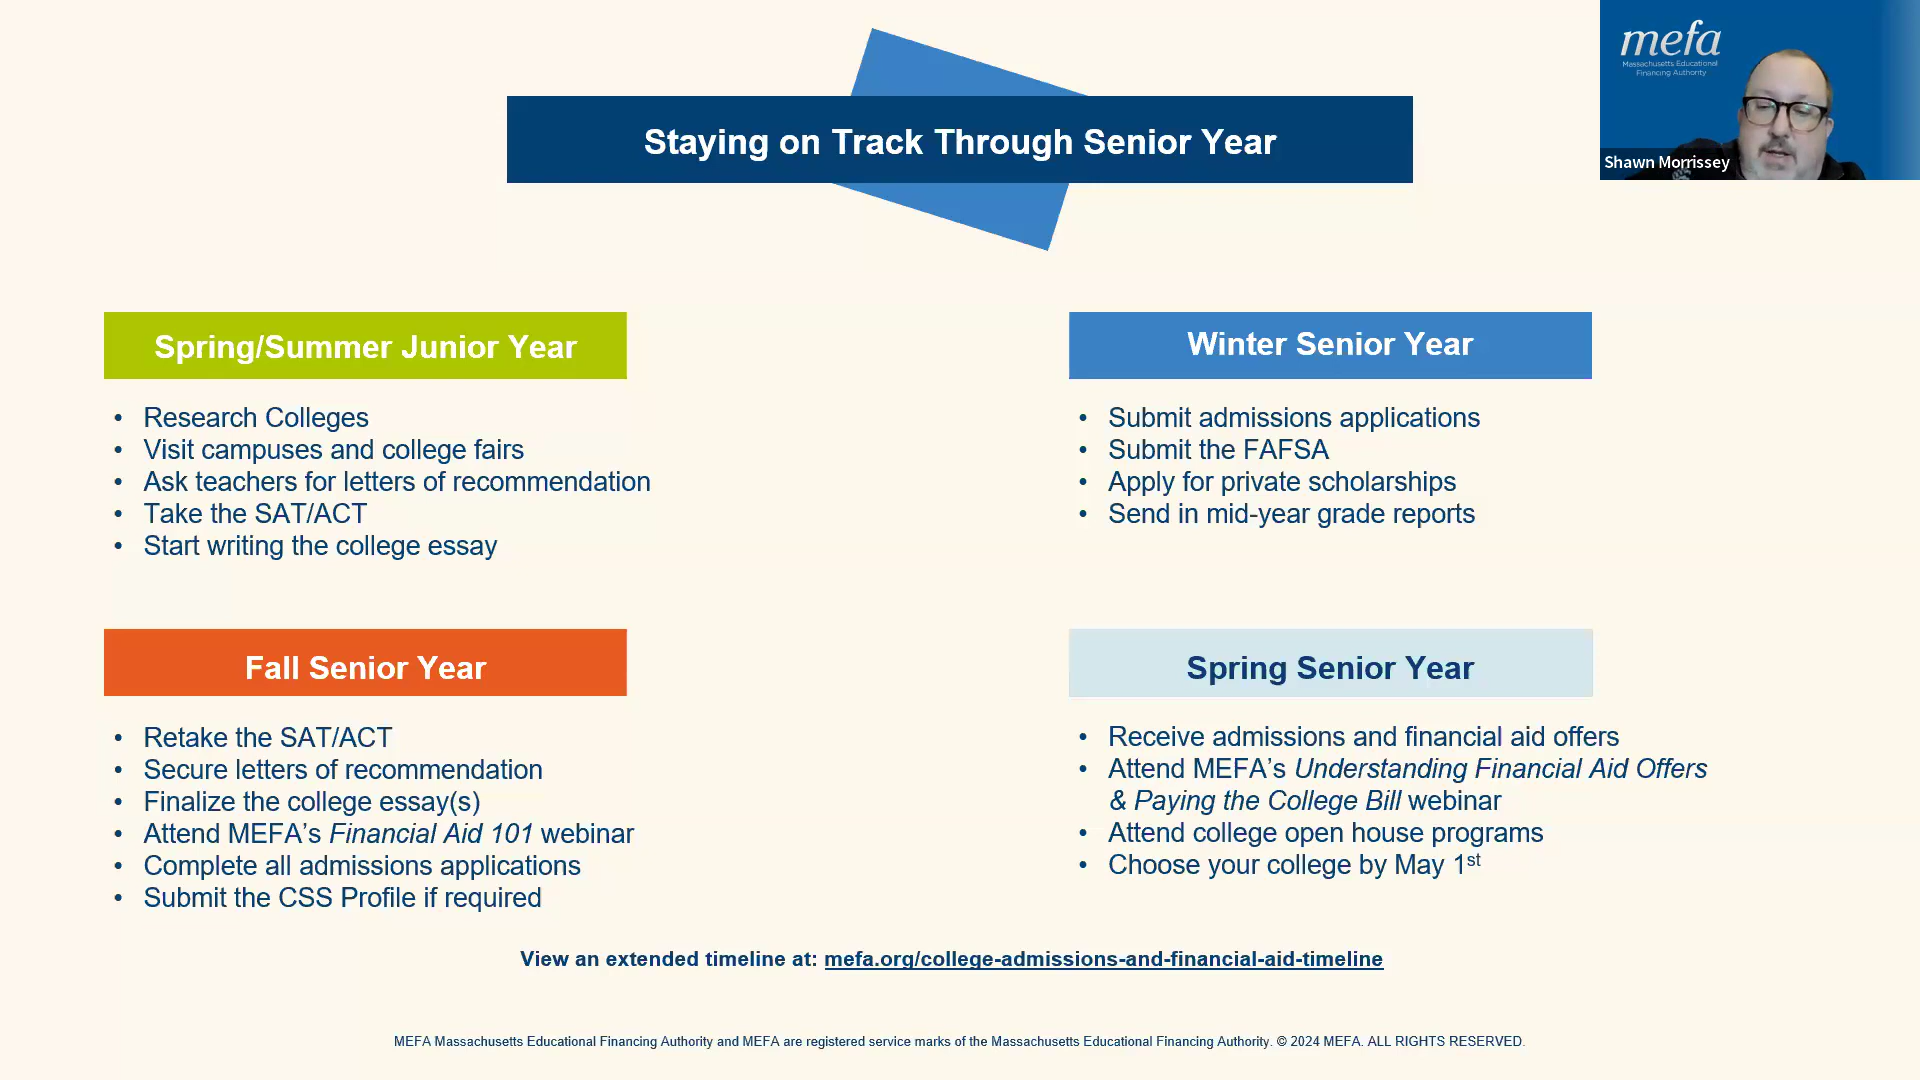 mefa
Massachusetts Educational
Financing Authority
Shawn Morrissey
Staying on Track Through Senior Year
Spring/Summer Junior Year
• Research Colleges
• Visit campuses and college fairs
• Ask teachers for letters of recommendation
• Take the SAT/ACT
• Start writing the college essay
Winter Senior Year
• Submit admissions applications
• Submit the FAFSA
• Apply for private scholarships
• Send in mid-year grade reports
Fall Senior Year
• Retake the SAT/ACT
• Secure letters of recommendation
• Finalize the college essay(s)
• Attend MEFA’s Financial Aid 101 webinar
• Complete all admissions applications
• Submit the CSS Profile if required
Spring Senior Year
• Receive admissions and financial aid offers
• Attend MEFA’s Understanding Financial Aid Offers
& Paying the College Bill webinar
• Attend college open house programs
• Choose your college by May 1st
View an extended timeline at: mefa.org/college-admissions-and-financial-aid-timeline
MEFA Massachusetts Educational Financing Authority and MEFA are registered service marks of the Massachusetts Educational Financing Authority. © 2024 MEFA. ALL RIGHTS RESERVED.